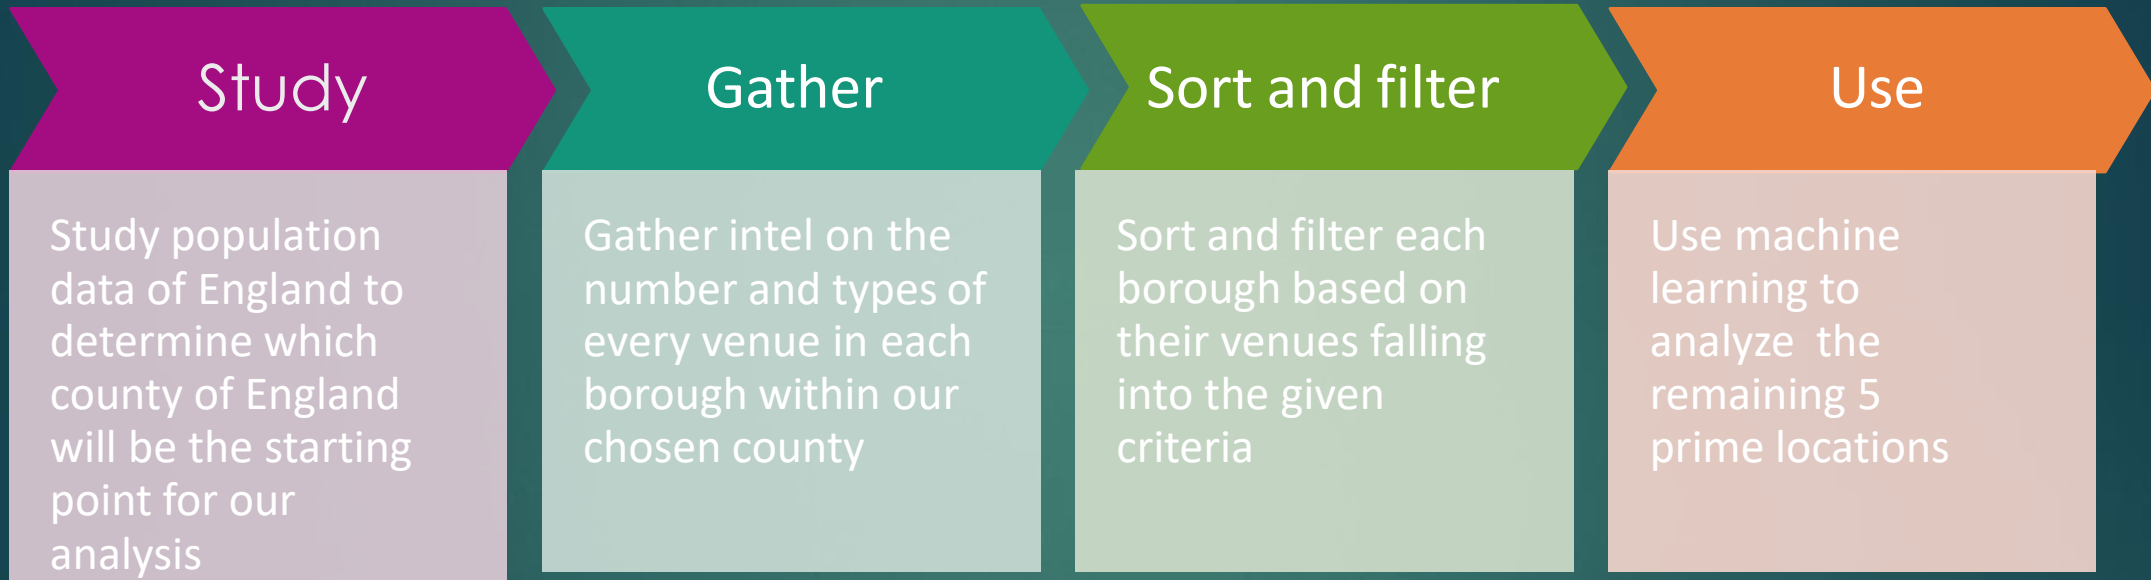 Study
Study population
data of England to
determine which
county of England
will be the starting
point for our
analysis
Gather
Gather intel on the
number and types of
every venue in each
borough within our
chosen county
Sort and filter
Sort and filter each
borough based on
their venues falling
into the given
criteria
Use
Use machine
learning to
analyze  the
remaining 5
prime locations